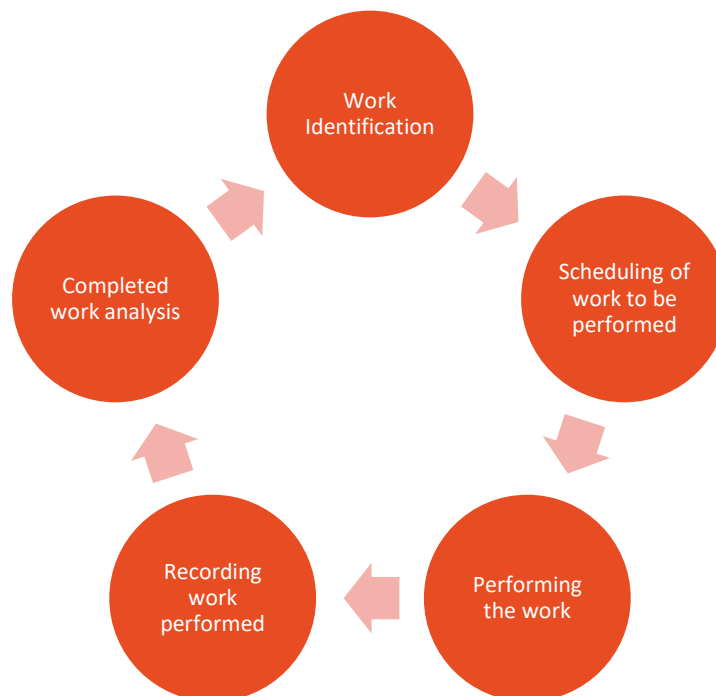 Work
Identification
Scheduling of
work to be
performed
Performing
the work
Recording
work
performed
Completed
work analysis